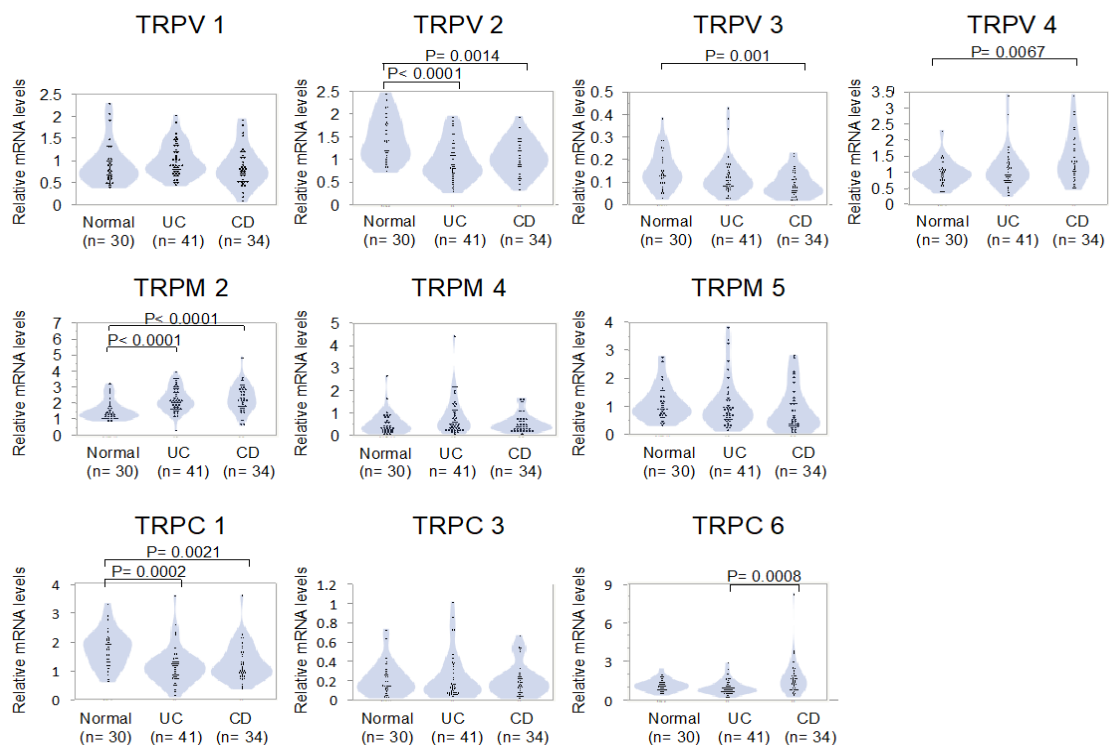 TRPV 1
TRPV 2
TRPV 3
TRPV 4
P= 0.0014
P< 0.0001
P= 0.001
P= 0.0067
Relative mRNA levels
2.5
2
1.5
1
0.5
0
Normal
(n= 30)
UC
(n= 41)
CD
(n= 34)
Relative mRNA levels
2.5
2
1.5
1
0.5
0
Normal
(n= 30)
UC
(n= 41)
CD
(n= 34)
Relative mRNA levels
0.5
0.4
0.3
0.2
0.1
0
Normal
(n= 30)
UC
(n= 41)
CD
(n= 34)
Relative mRNA levels
3.5
3
2.5
2
1.5
1
0.5
0
Normal
(n= 30)
UC
(n= 41)
CD
(n= 34)
TRPM 2
TRPM 4
TRPM 5
P< 0.0001
P< 0.0001
Relative mRNA levels
7
6
5
4
3
2
1
0
Normal
(n= 30)
UC
(n= 41)
CD
(n= 34)
Relative mRNA levels
5
4
3
2
1
0
Normal
(n= 30)
UC
(n= 41)
CD
(n= 34)
Relative mRNA levels
4
3
2
1
0
Normal
(n= 30)
UC
(n= 41)
CD
(n= 34)
TRPC 1
TRPC 3
TRPC 6
P= 0.0021
P= 0.0002
P= 0.0008
Relative mRNA levels
4
3
2
1
0
Normal
(n= 30)
UC
(n= 41)
CD
(n= 34)
Relative mRNA levels
1.2
1
0.8
0.6
0.4
0.2
0
Normal
(n= 30)
UC
(n= 41)
CD
(n= 34)
Relative mRNA levels
9
6
3
0
Normal
(n= 30)
UC
(n= 41)
CD
(n= 34)